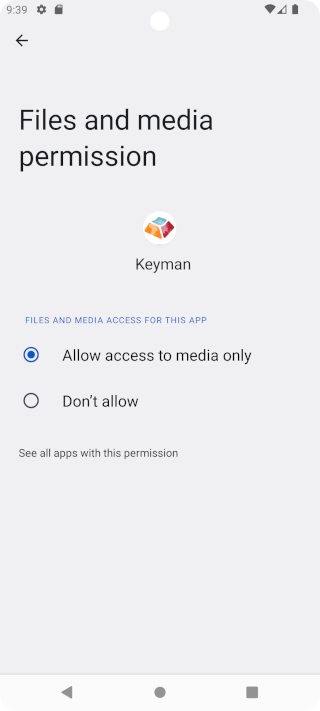 9:39
Files and media
permission
Keyman
FILES AND MEDIA ACCESS FOR THIS APP
Allow access to media only
Don’t allow
See all apps with this permission